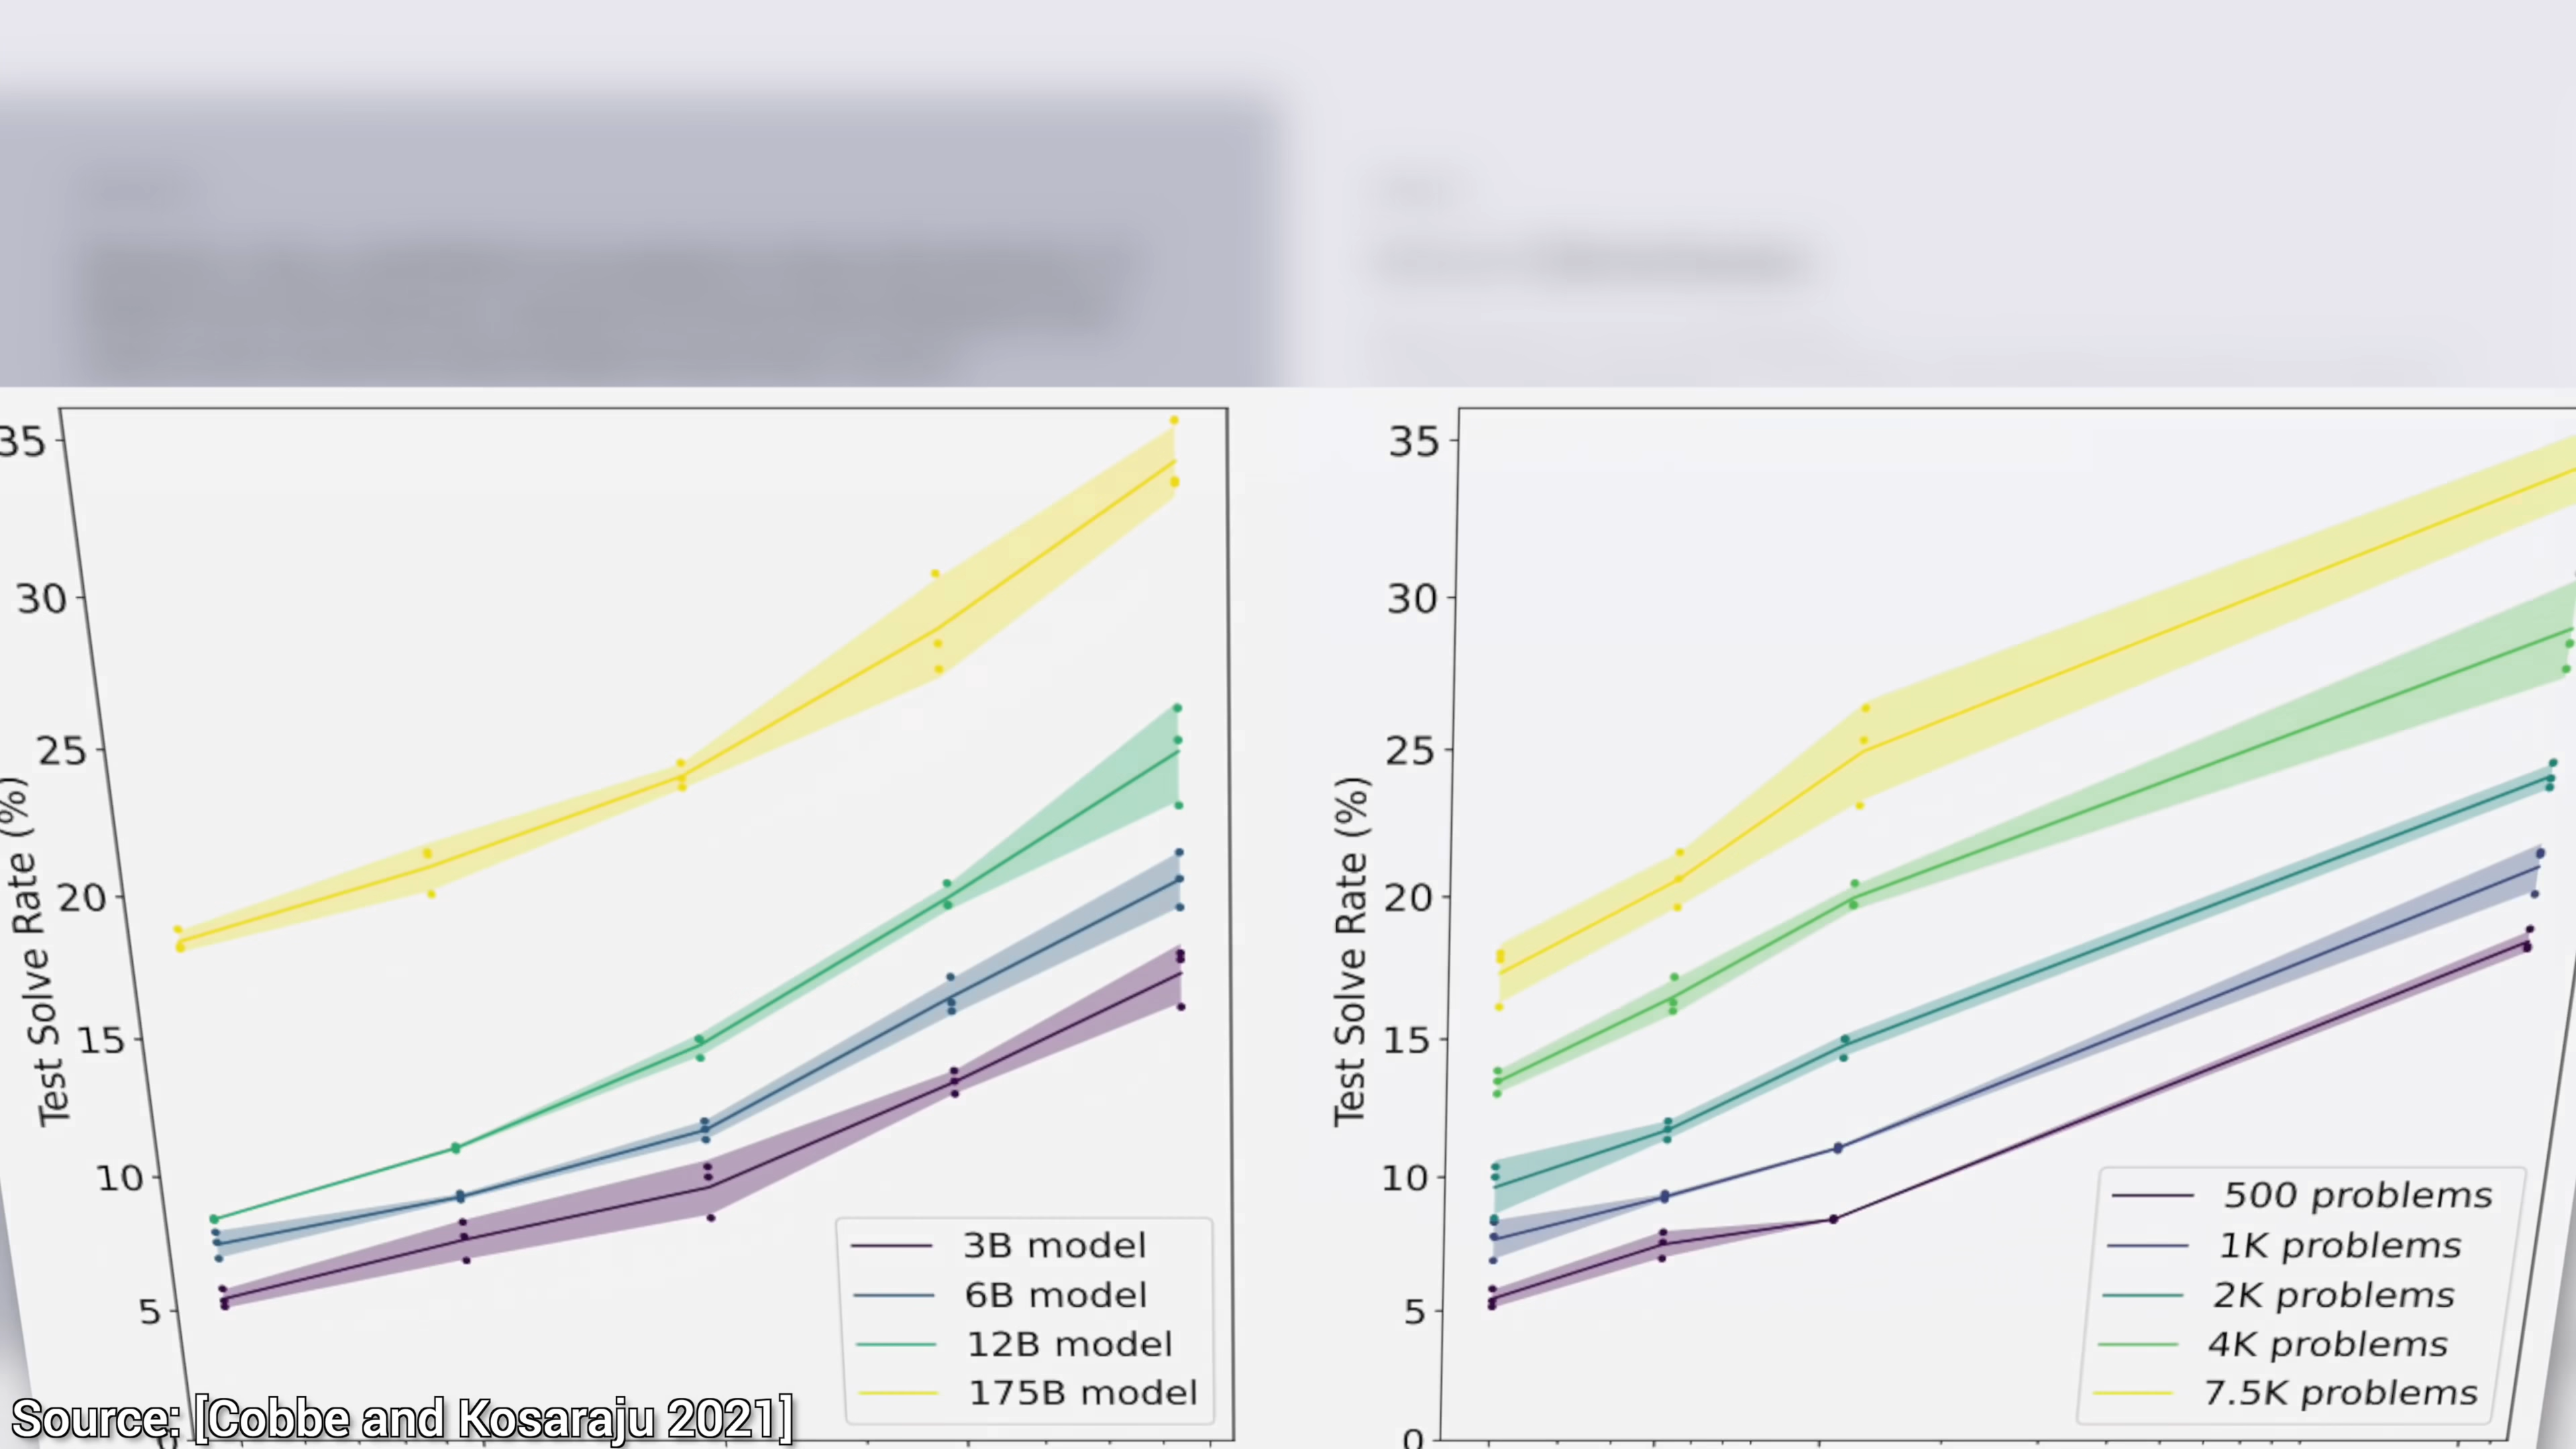 35
30
25
20
15
10
5
0
Test Solve Rate (%)
3B model
6B model
12B model
175B model
35
30
25
20
15
10
5
0
Test Solve Rate (%)
500 problems
1K problems
2K problems
4K problems
7.5K problems
Source: [Cobbe and Kosaraju 2021]